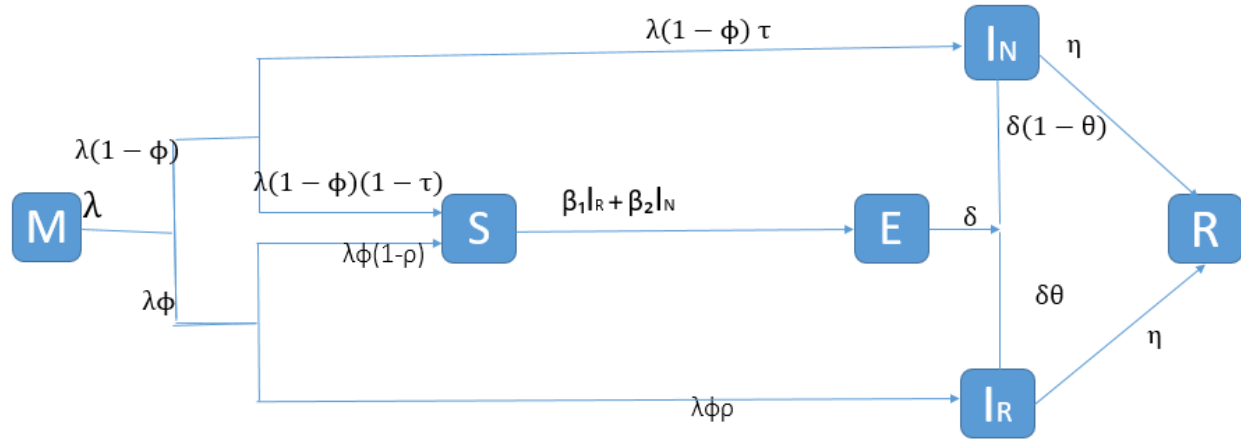 λ(1 − ϕ) τ
I_N
η
λ(1 − ϕ)
δ(1 − θ)
M
λ
λ(1 − ϕ)(1 − τ)
S
β₁I_R + β₂I_N
E
δ
R
λϕ(1-ρ)
λϕ
δθ
η
λϕρ
I_R